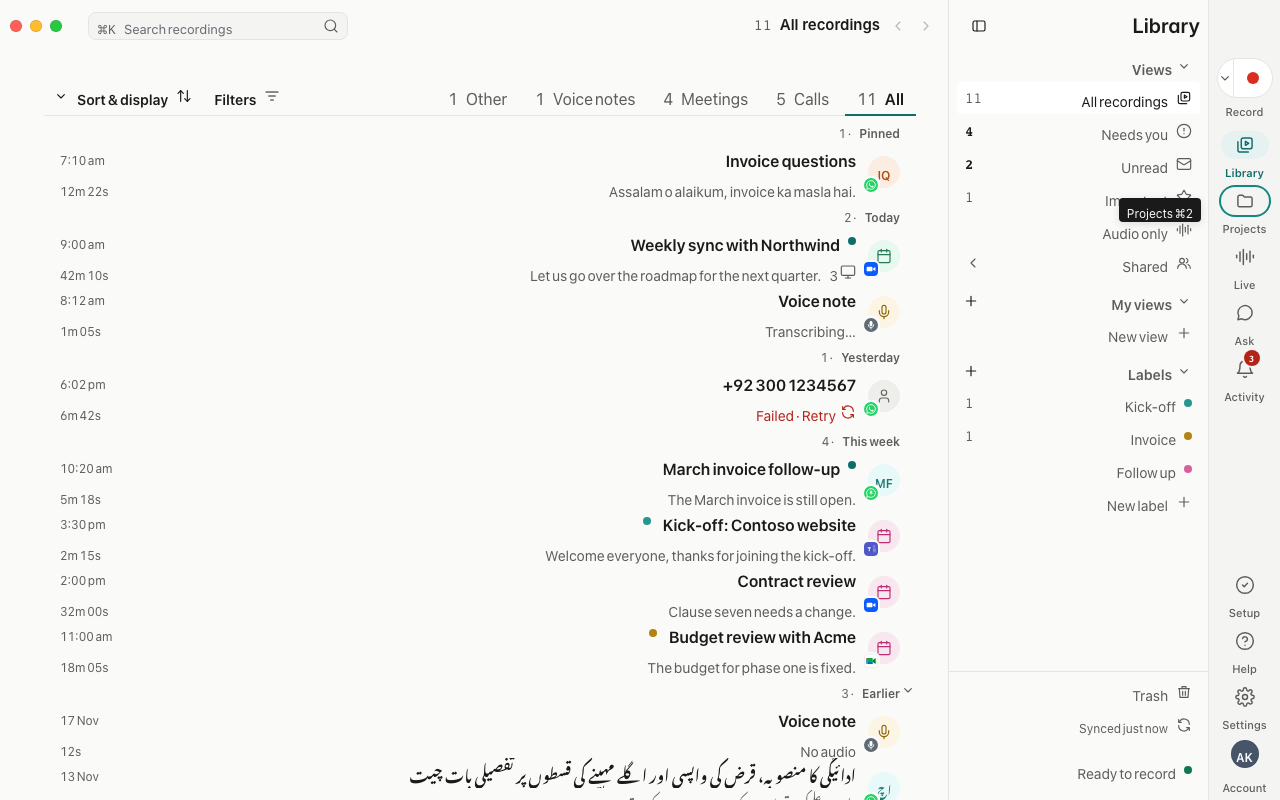 Library
All recordings 11
⌘K Search recordings
Views
All recordings 11
Needs you 4
Unread 2
1
Projects ⌘2
Audio only
Shared
My views
New view
Labels
Kick-off 1
Invoice 1
Follow up
New label
Trash
Synced just now
Ready to record
Record
Library
Projects
Live
Ask
3
Activity
Setup
Help
Settings
AK
Account
All 11
Calls 5
Meetings 4
Voice notes 1
Other 1
Filters
Sort & display
Pinned · 1
IQ
Invoice questions
7:10 am
Assalam o alaikum, invoice ka masla hai.
12m 22s
Today · 2
Weekly sync with Northwind
9:00 am
3 Let us go over the roadmap for the next quarter.
42m 10s
Voice note
8:12 am
Transcribing…
1m 05s
Yesterday · 1
+92 300 1234567
6:02 pm
Failed · Retry
6m 42s
This week · 4
MF
March invoice follow-up
10:20 am
The March invoice is still open.
5m 18s
Kick-off: Contoso website
3:30 pm
Welcome everyone, thanks for joining the kick-off.
2m 15s
Contract review
2:00 pm
Clause seven needs a change.
32m 00s
Budget review with Acme
11:00 am
The budget for phase one is fixed.
18m 05s
Earlier · 3
Voice note
17 Nov
No audio
12s
ادائیگی کا منصوبہ، قرض کی واپسی اور اگلے مہینے کی قسطوں پر تفصیلی بات چیت
13 Nov